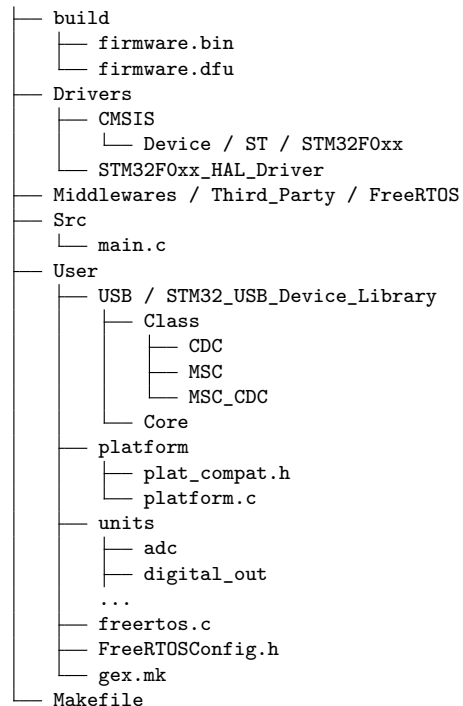 build
firmware.bin
firmware.dfu
Drivers
CMSIS
Device / ST / STM32F0xx
STM32F0xx_HAL_Driver
Middlewares / Third_Party / FreeRTOS
Src
main.c
User
USB / STM32_USB_Device_Library
Class
CDC
MSC
MSC_CDC
Core
platform
plat_compat.h
platform.c
units
adc
digital_out
...
freertos.c
FreeRTOSConfig.h
gex.mk
Makefile